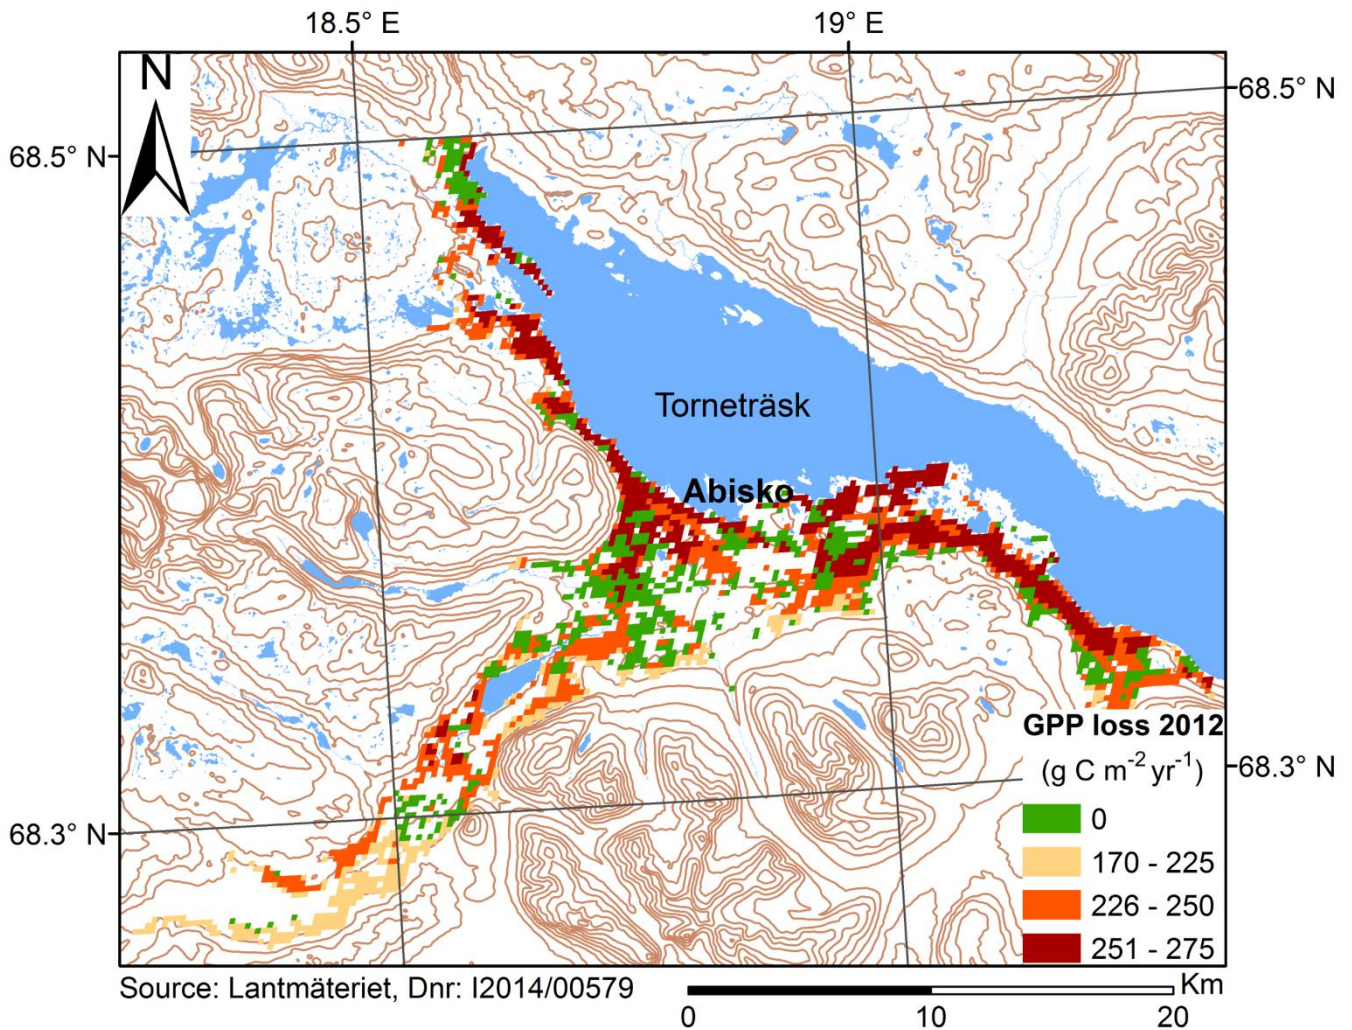 18.5° E
19° E
N
68.5° N
68.5° N
Torneträsk
Abisko
GPP loss 2012
(g C m⁻² yr⁻¹)
68.3° N
0
170 - 225
226 - 250
251 - 275
68.3° N
Source: Lantmäteriet, Dnr: I2014/00579
Km
0 10 20